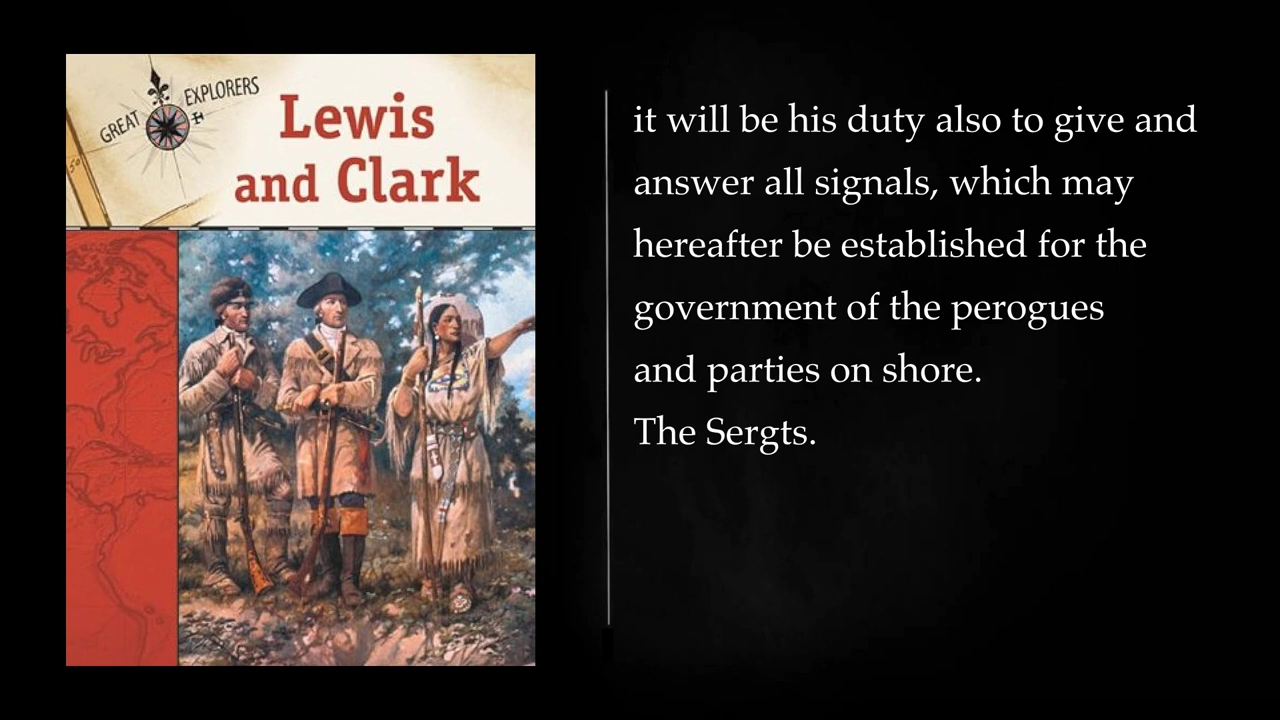 GREAT EXPLORERS
Lewis
and Clark
50
it will be his duty also to give and
answer all signals, which may
hereafter be established for the
government of the perogues
and parties on shore.
The Sergts.